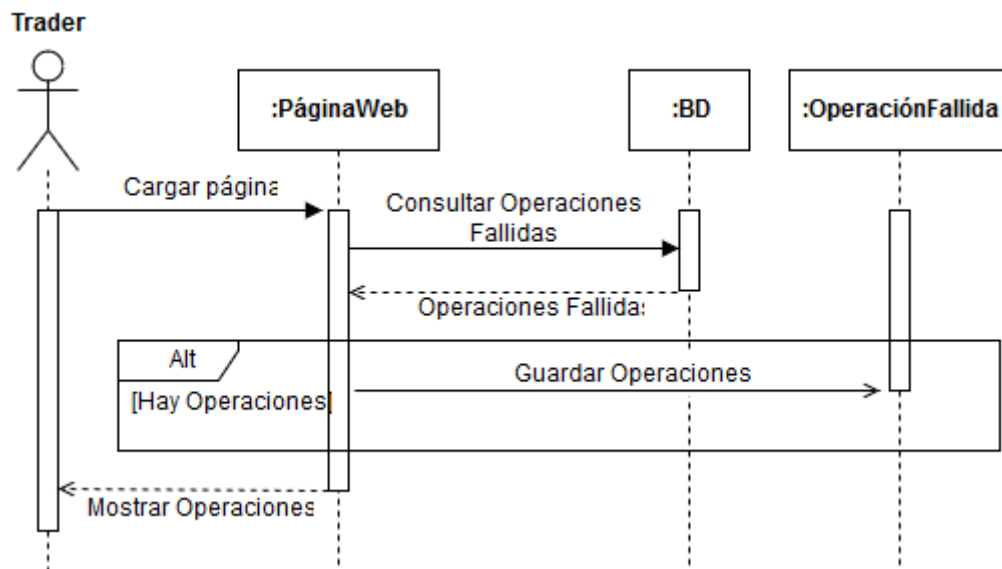 Trader
:PáginaWeb
:BD
:OperaciónFallida
Cargar página
Consultar Operaciones
Fallidas
Operaciones Fallidas
Alt
Guardar Operaciones
[Hay Operaciones]
Mostrar Operaciones